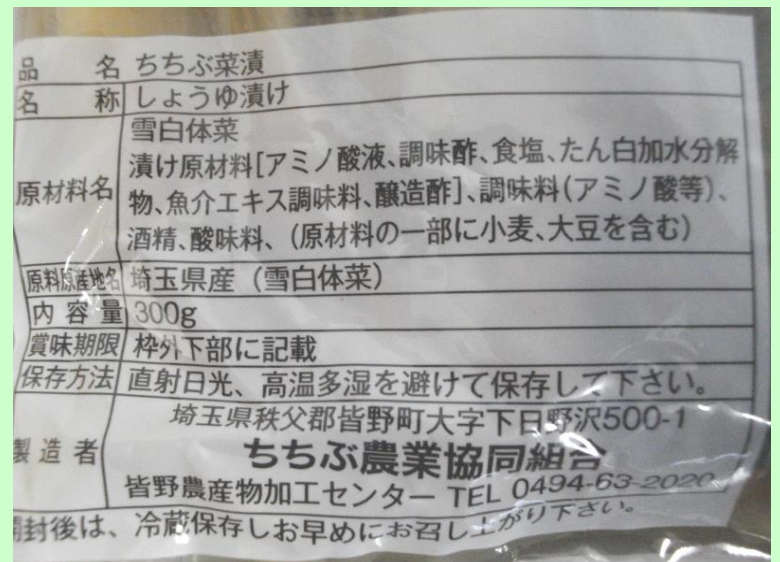 品名 ちちぶ菜漬
名称 しょうゆ漬け
原材料名 雪白体菜
漬け原材料[アミノ酸液、調味酢、食塩、たん白加水分解
物、魚介エキス調味料、醸造酢]、調味料(アミノ酸等)、
酒精、酸味料、(原材料の一部に小麦、大豆を含む)
原料原産地名 埼玉県産(雪白体菜)
内容量 300g
賞味期限 枠外下部に記載
保存方法 直射日光、高温多湿を避けて保存して下さい。
製造者 埼玉県秩父郡皆野町大字下日野沢500-1
ちちぶ農業協同組合
皆野農産物加工センター TEL 0494-63-2020
開封後は、冷蔵保存しお早めにお召し上がり下さい。